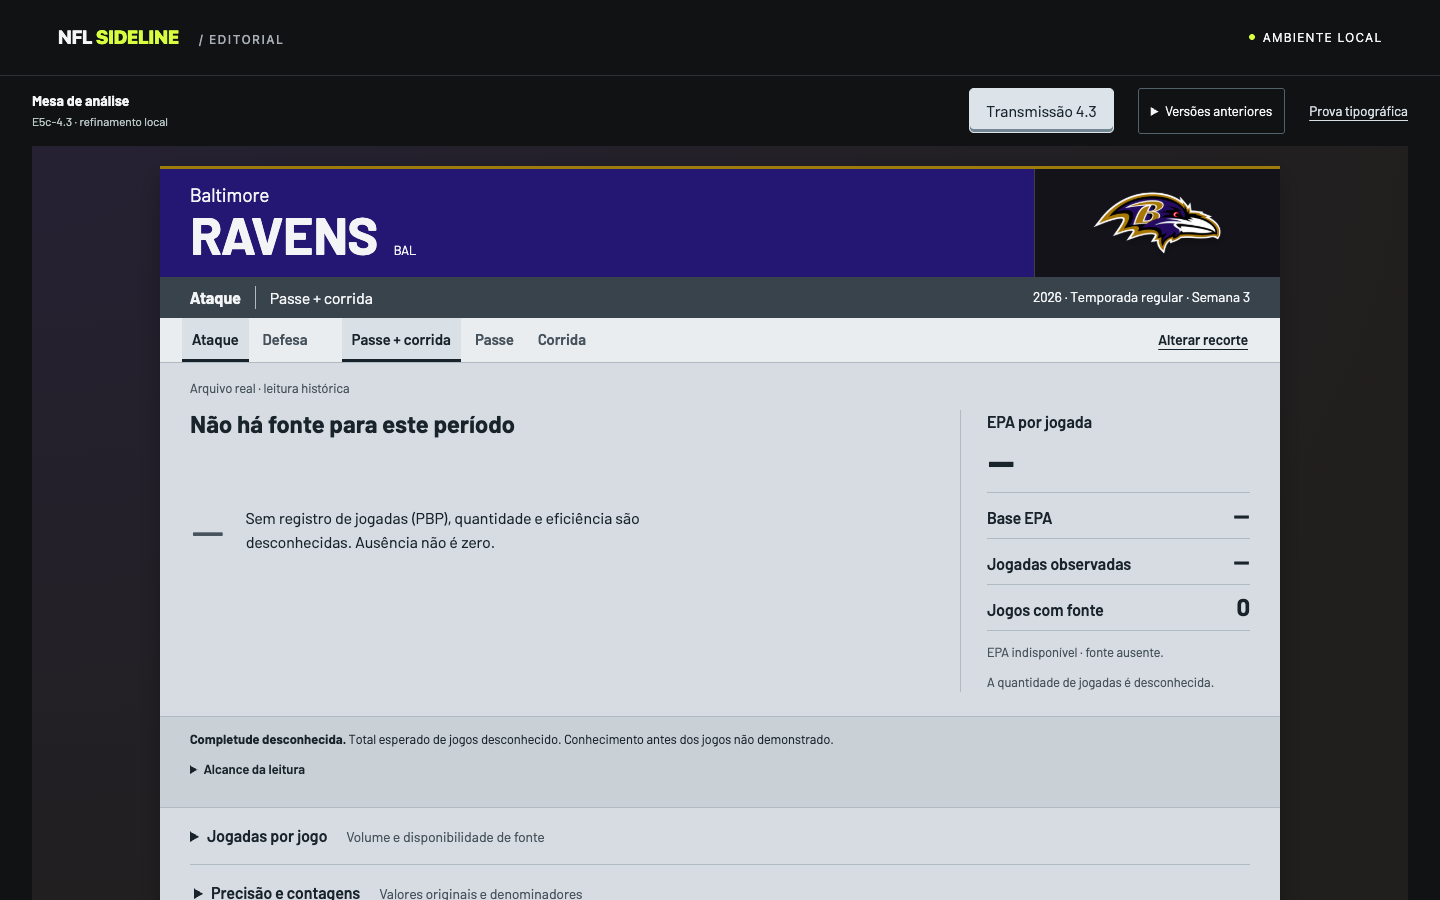 NFL SIDELINE / EDITORIAL
AMBIENTE LOCAL
Mesa de análise
E5c-4.3 · refinamento local
Transmissão 4.3
Versões anteriores
Prova tipográfica
Baltimore
RAVENS BAL
B
Ataque Passe + corrida
2026 · Temporada regular · Semana 3
Ataque Defesa Passe + corrida Passe Corrida
Alterar recorte
Arquivo real · leitura histórica
Não há fonte para este período
— Sem registro de jogadas (PBP), quantidade e eficiência são
desconhecidas. Ausência não é zero.
EPA por jogada
—
Base EPA —
Jogadas observadas —
Jogos com fonte 0
EPA indisponível · fonte ausente.
A quantidade de jogadas é desconhecida.
Completude desconhecida. Total esperado de jogos desconhecido. Conhecimento antes dos jogos não demonstrado.
Alcance da leitura
Jogadas por jogo Volume e disponibilidade de fonte
Precisão e contagens Valores originais e denominadores